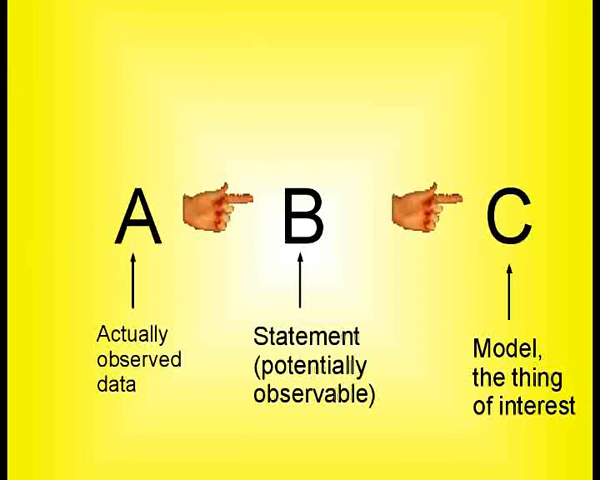 A B C
Actually
observed
data
Statement
(potentially
observable)
Model,
the thing
of interest